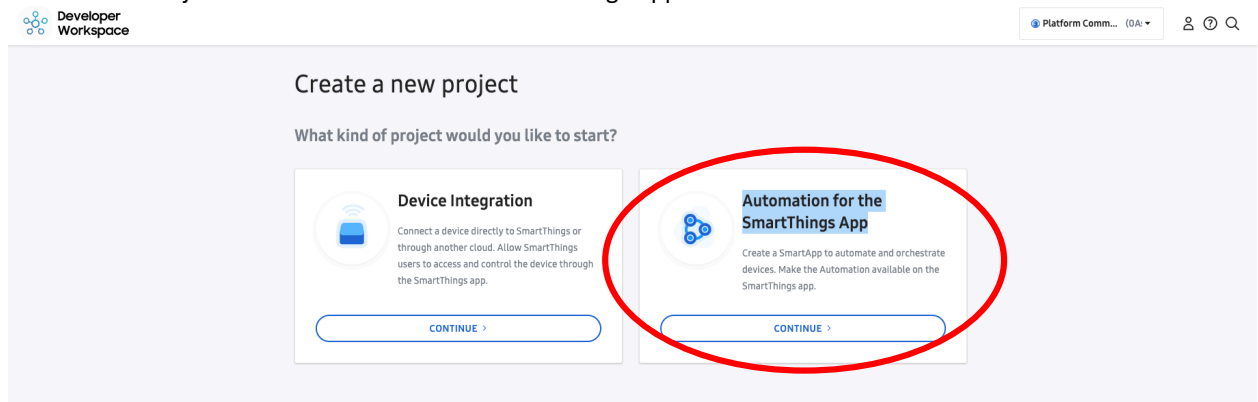 Developer
Workspace
Platform Comm... (0A:
Create a new project
What kind of project would you like to start?
Device Integration
Connect a device directly to SmartThings or
through another cloud. Allow SmartThings
users to access and control the device through
the SmartThings app.
CONTINUE >
Automation for the
SmartThings App
Create a SmartApp to automate and orchestrate
devices. Make the Automation available on the
SmartThings app.
CONTINUE >